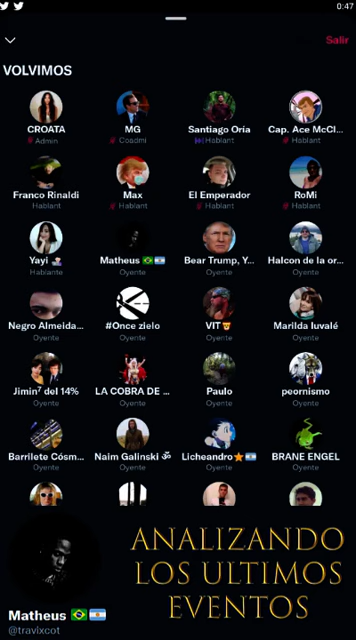 0:47
Salir
VOLVIMOS
CROATA MG Santiago Oria Cap. Ace McCl...
Admin Coadmi Hablant Hablant
Franco Rinaldi Max El Emperador RoMi
Hablant Hablant Hablant Hablant
Yayi Matheus 🇧🇷🇦🇷 Bear Trump, Y... Halcon de la or...
Hablante Oyente Oyente Oyente
Negro Almeida... #Once zielo VIT🦁 Marilda luvalé
Oyente Oyente Oyente Oyente
Jimin⁷ del 14% LA COBRA DE ... Paulo peornismo
Oyente Oyente Oyente Oyente
Barrilete Cósm... Naim Galinski ॐ Licheandro⭐🇦🇷 BRANE ENGEL
Oyente Oyente Oyente Oyente
ANALIZANDO
LOS ULTIMOS
EVENTOS
Matheus 🇧🇷🇦🇷
@travixcot